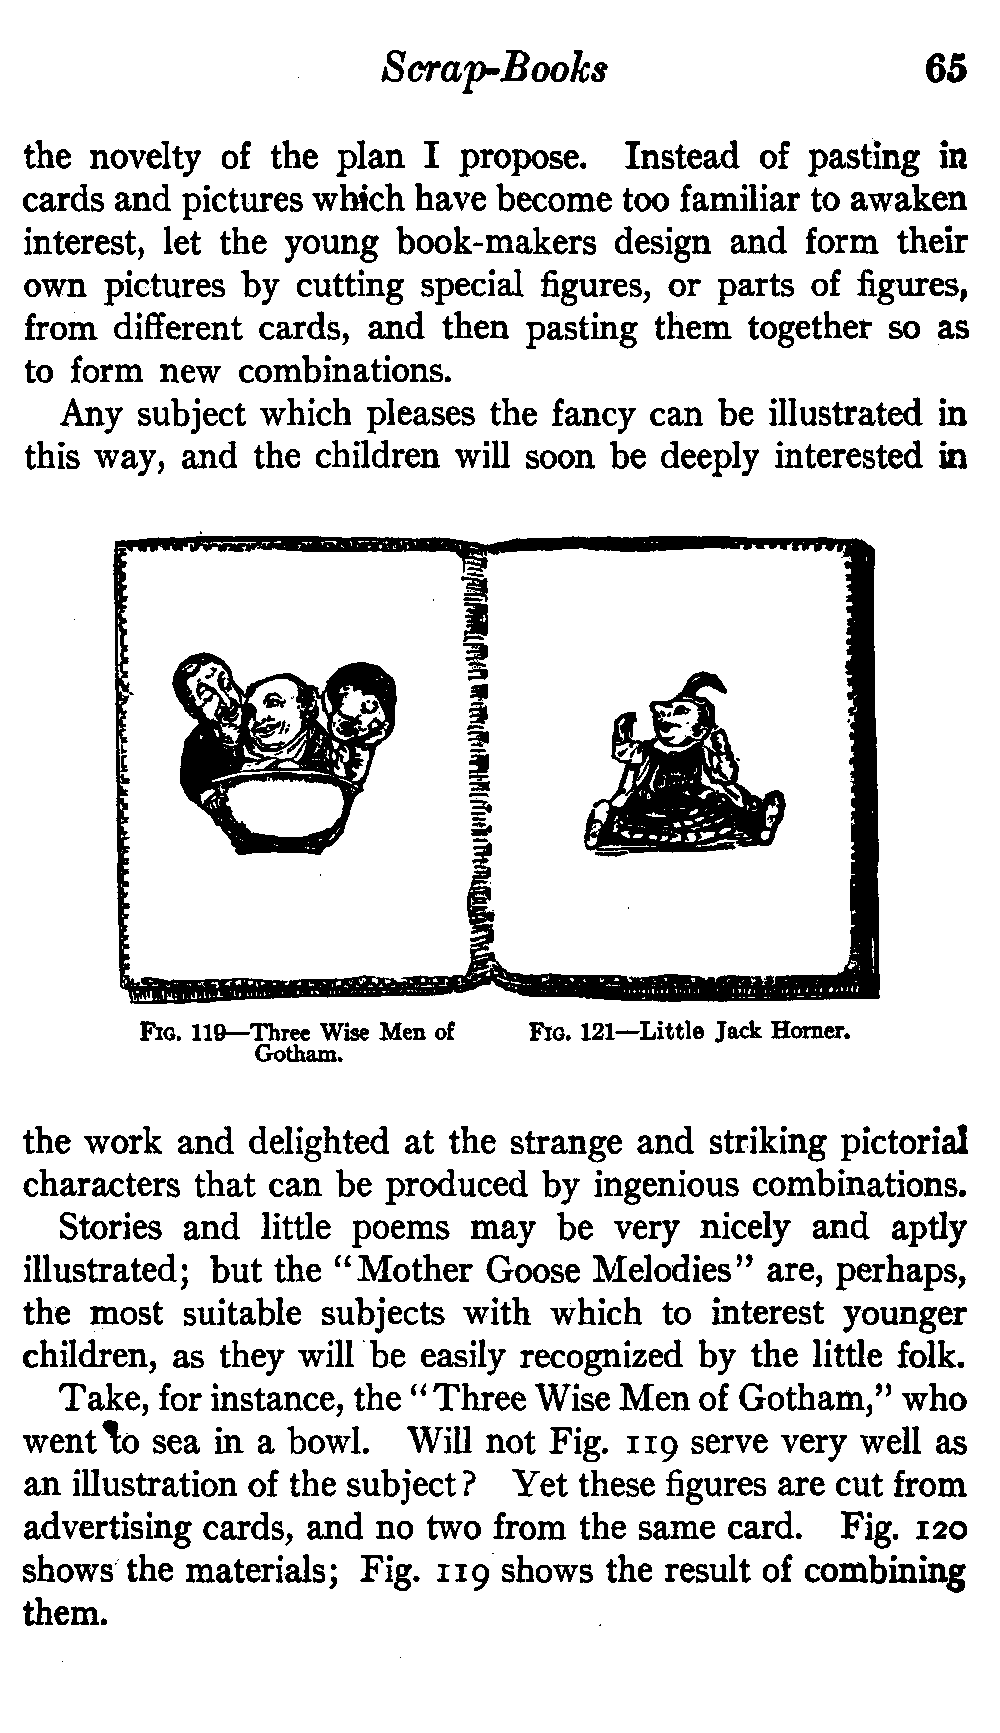 Scrap-Books 65
the novelty of the plan I propose. Instead of pasting in
cards and pictures which have become too familiar to awaken
interest, let the young book-makers design and form their
own pictures by cutting special figures, or parts of figures,
from different cards, and then pasting them together so as
to form new combinations.
Any subject which pleases the fancy can be illustrated in
this way, and the children will soon be deeply interested in
FIG. 119—Three Wise Men of
Gotham.
FIG. 121—Little Jack Horner.
the work and delighted at the strange and striking pictorial
characters that can be produced by ingenious combinations.
Stories and little poems may be very nicely and aptly
illustrated; but the "Mother Goose Melodies" are, perhaps,
the most suitable subjects with which to interest younger
children, as they will be easily recognized by the little folk.
Take, for instance, the "Three Wise Men of Gotham," who
went to sea in a bowl. Will not Fig. 119 serve very well as
an illustration of the subject? Yet these figures are cut from
advertising cards, and no two from the same card. Fig. 120
shows the materials; Fig. 119 shows the result of combining
them.